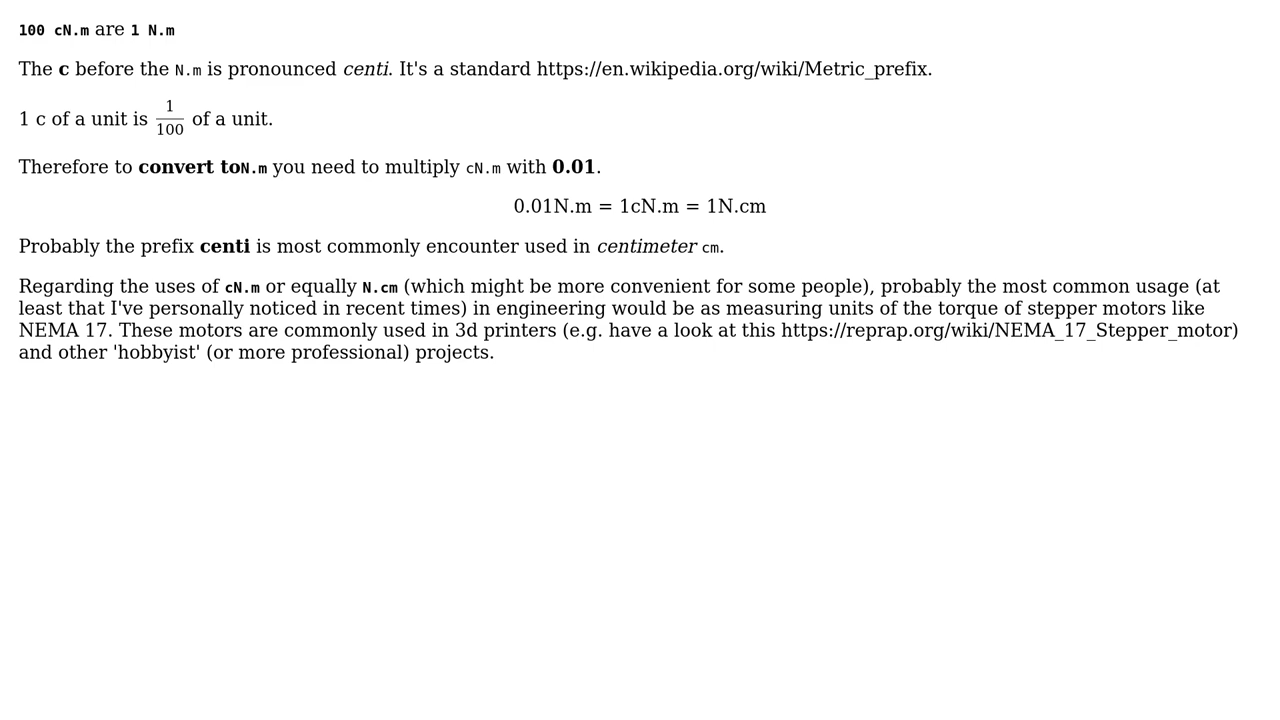 100 cN.m are 1 N.m
The c before the N.m is pronounced centi. It's a standard https://en.wikipedia.org/wiki/Metric_prefix.
1 c of a unit is 1/100 of a unit.
Therefore to convert toN.m you need to multiply cN.m with 0.01.
0.01N.m = 1cN.m = 1N.cm
Probably the prefix centi is most commonly encounter used in centimeter cm.
Regarding the uses of cN.m or equally N.cm (which might be more convenient for some people), probably the most common usage (at
least that I've personally noticed in recent times) in engineering would be as measuring units of the torque of stepper motors like
NEMA 17. These motors are commonly used in 3d printers (e.g. have a look at this https://reprap.org/wiki/NEMA_17_Stepper_motor)
and other 'hobbyist' (or more professional) projects.